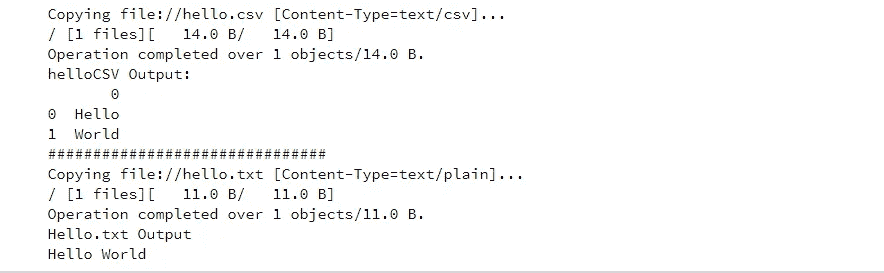 Copying file://hello.csv [Content-Type=text/csv]...
/ [1 files][   14.0 B/   14.0 B]
Operation completed over 1 objects/14.0 B.
helloCSV Output:
       0
0  Hello
1  World
###############################
Copying file://hello.txt [Content-Type=text/plain]...
/ [1 files][   11.0 B/   11.0 B]
Operation completed over 1 objects/11.0 B.
Hello.txt Output
Hello World